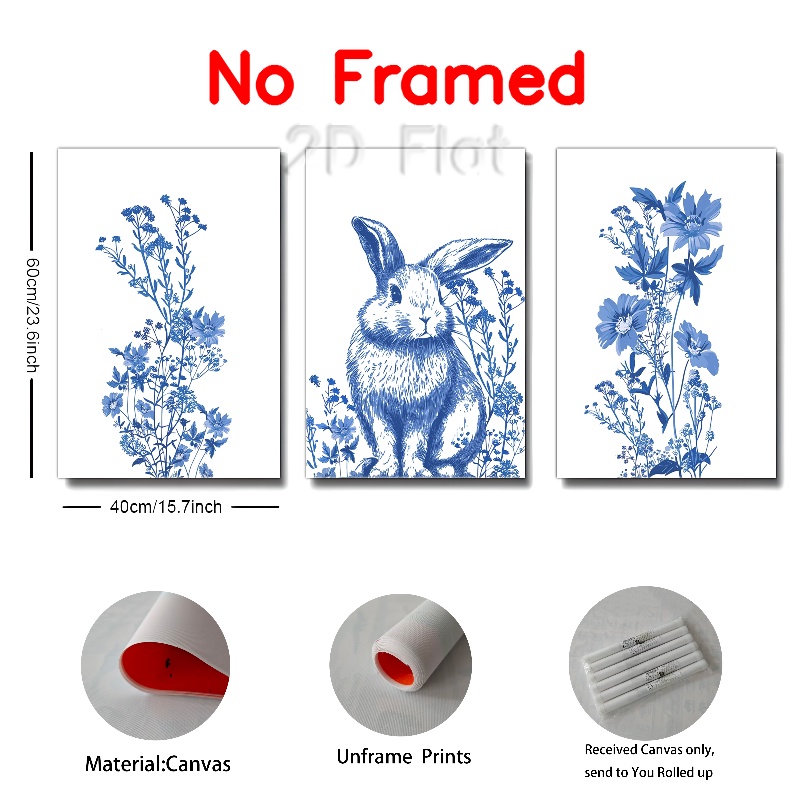 No Framed
2D Flat
60cm/23.6inch
40cm/15.7inch
Material:Canvas
Unframe Prints
Received Canvas only,
send to You Rolled up